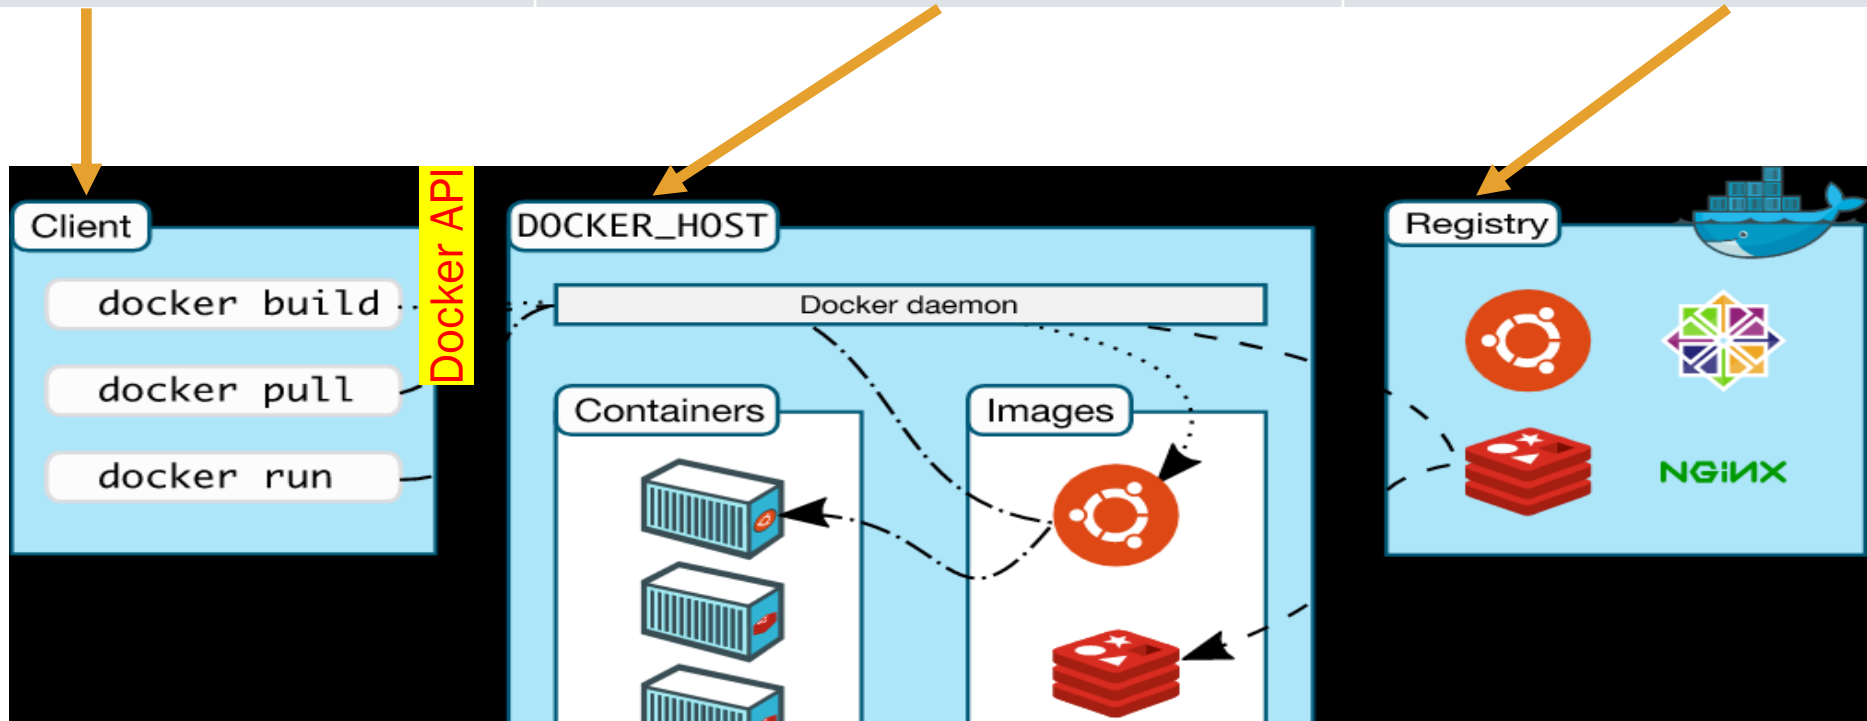 Client
docker build
docker pull
docker run
Docker API
DOCKER_HOST
Docker daemon
Containers
Images
Registry
NGiNX